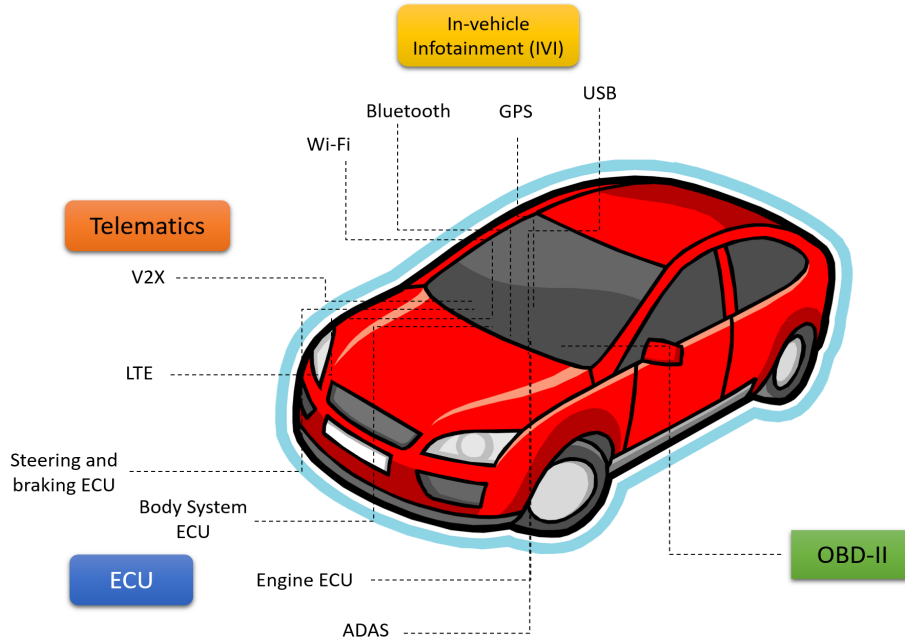 In-vehicle
Infotainment (IVI)
USB
Bluetooth
GPS
Wi-Fi
Telematics
V2X
LTE
Steering and
braking ECU
Body System
ECU
OBD-II
ECU
Engine ECU
ADAS